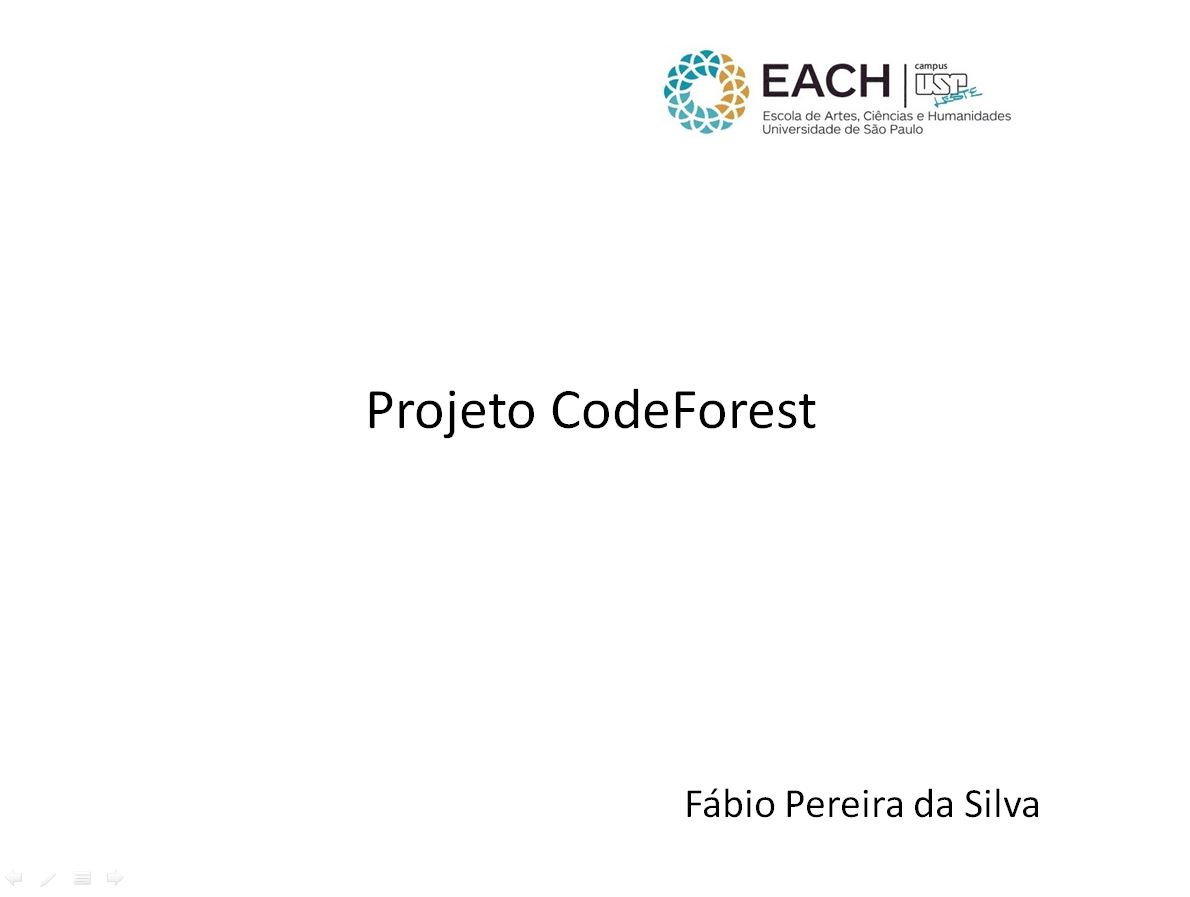 EACH
campus
USP
LESTE
Escola de Artes, Ciências e Humanidades
Universidade de São Paulo
Projeto CodeForest
Fábio Pereira da Silva